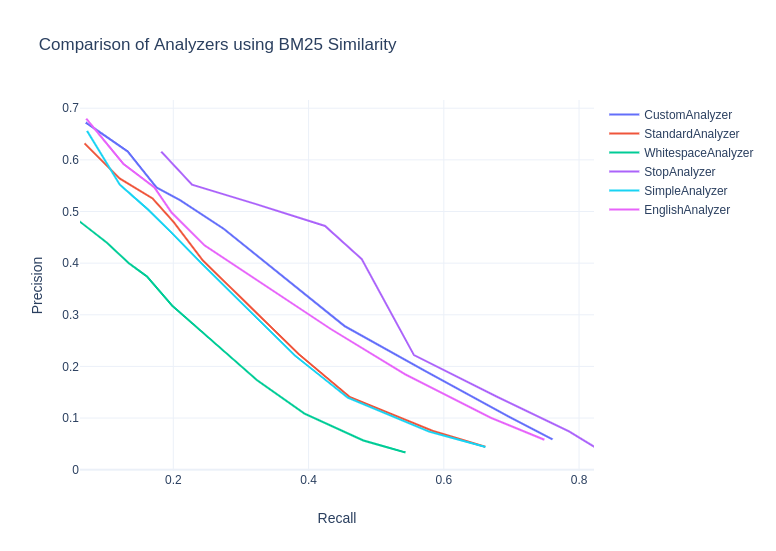 Comparison of Analyzers using BM25 Similarity
CustomAnalyzer
StandardAnalyzer
WhitespaceAnalyzer
StopAnalyzer
SimpleAnalyzer
EnglishAnalyzer
Precision
0.7
0.6
0.5
0.4
0.3
0.2
0.1
0
0.2 0.4 0.6 0.8
Recall